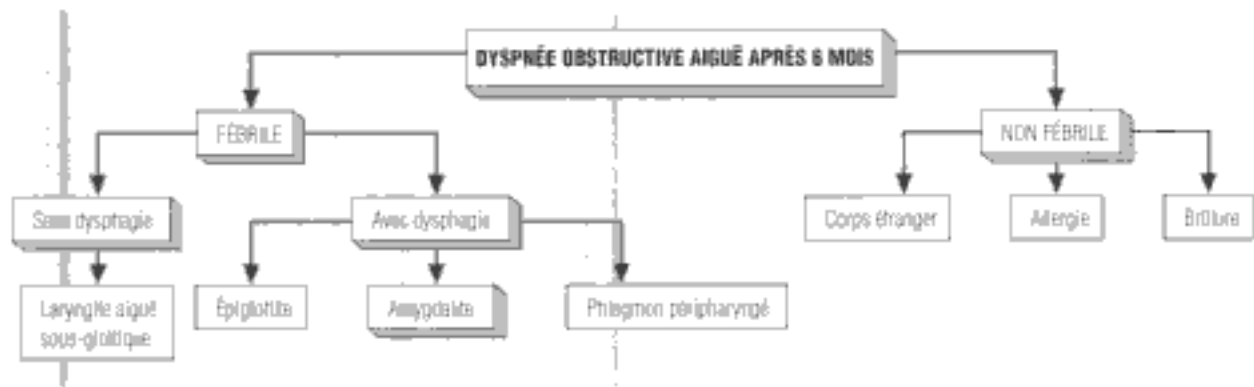 DYSPNÉE OBSTRUCTIVE AIGUË APRÈS 6 MOIS
FÉBRILE
NON FÉBRILE
Sans dysphagie
Avec dysphagie
Corps étranger
Allergie
Brûlure
Laryngite aiguë
sous-glottique
Épiglottite
Amygdalite
Phlegmon péripharyngé